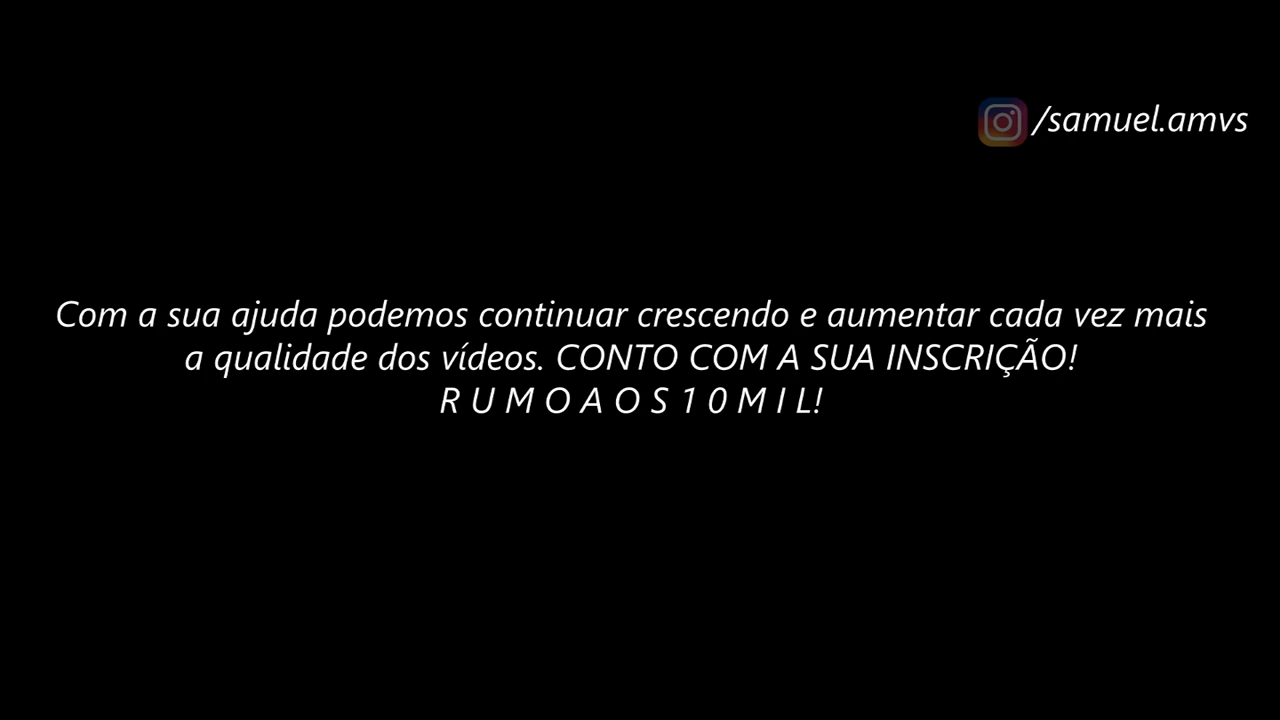 /samuel.amvs
Com a sua ajuda podemos continuar crescendo e aumentar cada vez mais
a qualidade dos vídeos. CONTO COM A SUA INSCRIÇÃO!
R U M O A O S 1 0 M I L!